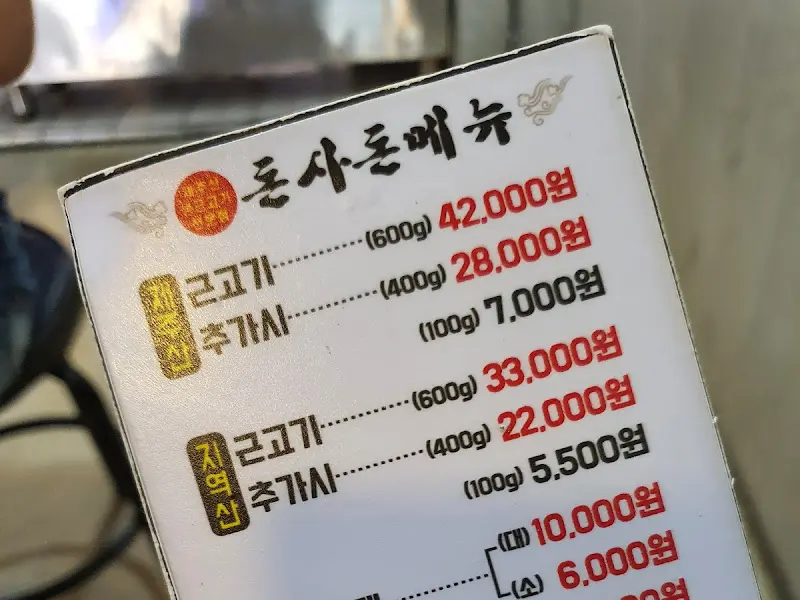 돈사돈메뉴
제주산
근고기 (600g) 42,000원
추가시 (400g) 28,000원
(100g) 7,000원
지역산
근고기 (600g) 33,000원
추가시 (400g) 22,000원
(100g) 5,500원
(대) 10,000원
(소) 6,000원